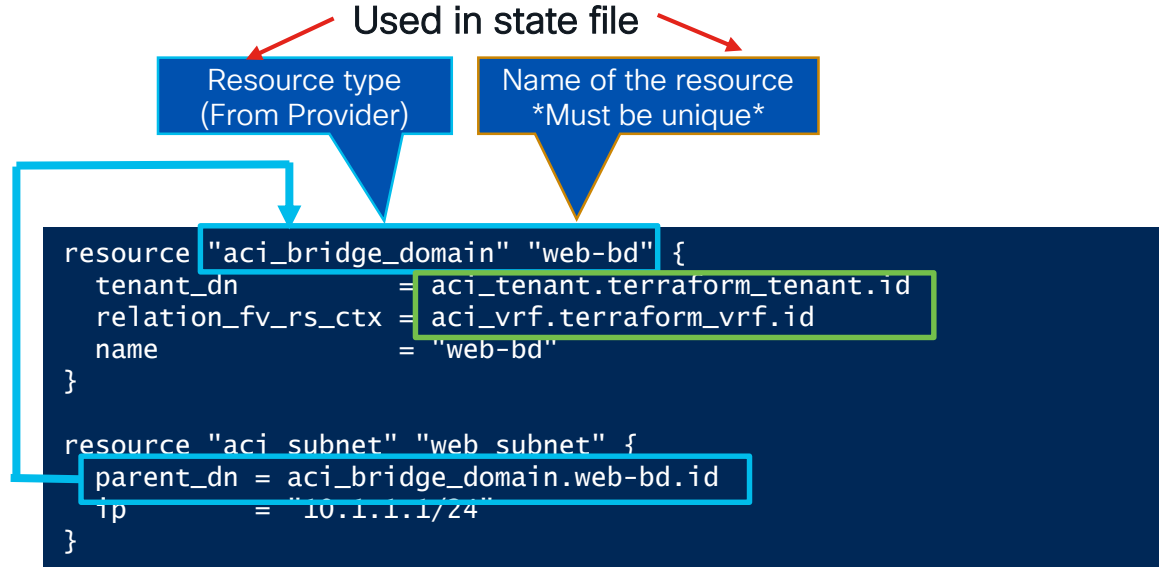 Used in state file
Resource type
(From Provider)
Name of the resource
*Must be unique*
resource "aci_bridge_domain" "web-bd" {
  tenant_dn         = aci_tenant.terraform_tenant.id
  relation_fv_rs_ctx = aci_vrf.terraform_vrf.id
  name              = "web-bd"
}
resource "aci_subnet" "web_subnet" {
  parent_dn = aci_bridge_domain.web-bd.id
  ip        = "10.1.1.1/24"
}